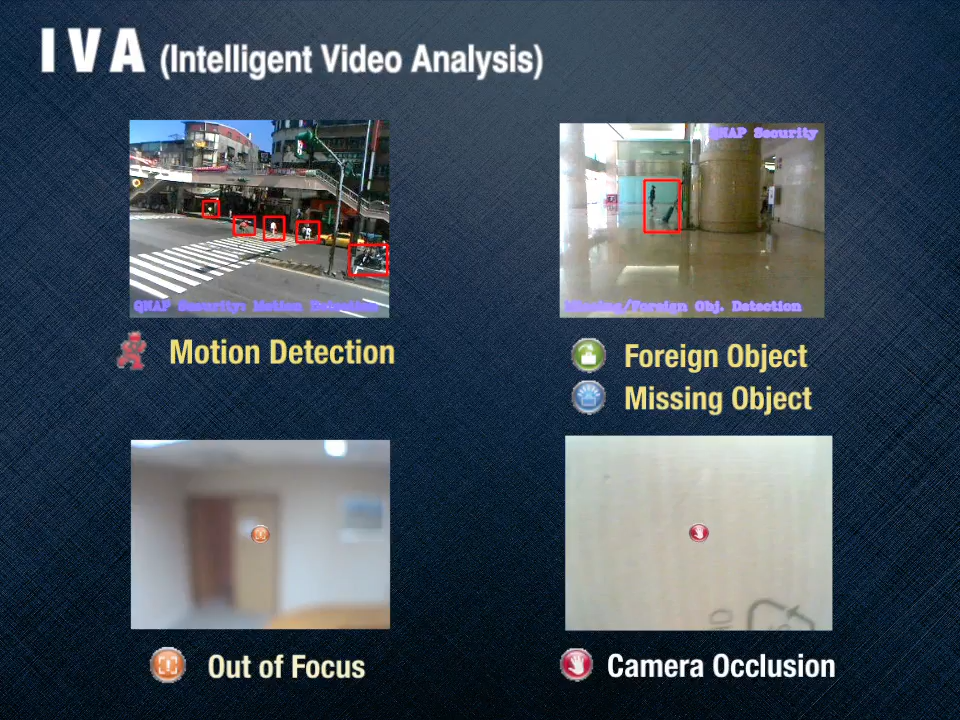 IVA (Intelligent Video Analysis)
QNAP Security
QNAP Security: Motion
Missing/Foreign Obj. Detection
Motion Detection
Foreign Object
Missing Object
Out of Focus
Camera Occlusion